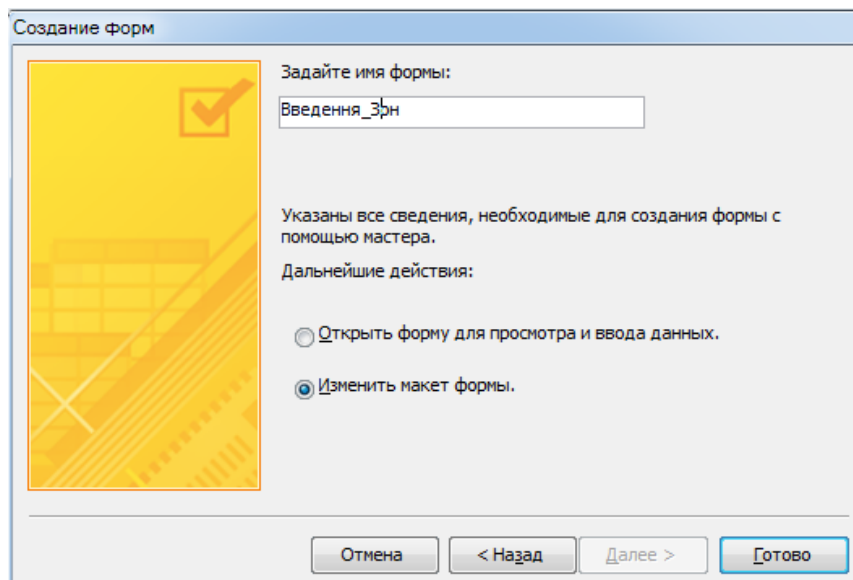 Создание форм
Задайте имя формы:
Введення_Зрн
Указаны все сведения, необходимые для создания формы с
помощью мастера.
Дальнейшие действия:
Открыть форму для просмотра и ввода данных.
Изменить макет формы.
Отмена
< Назад
Далее >
Готово